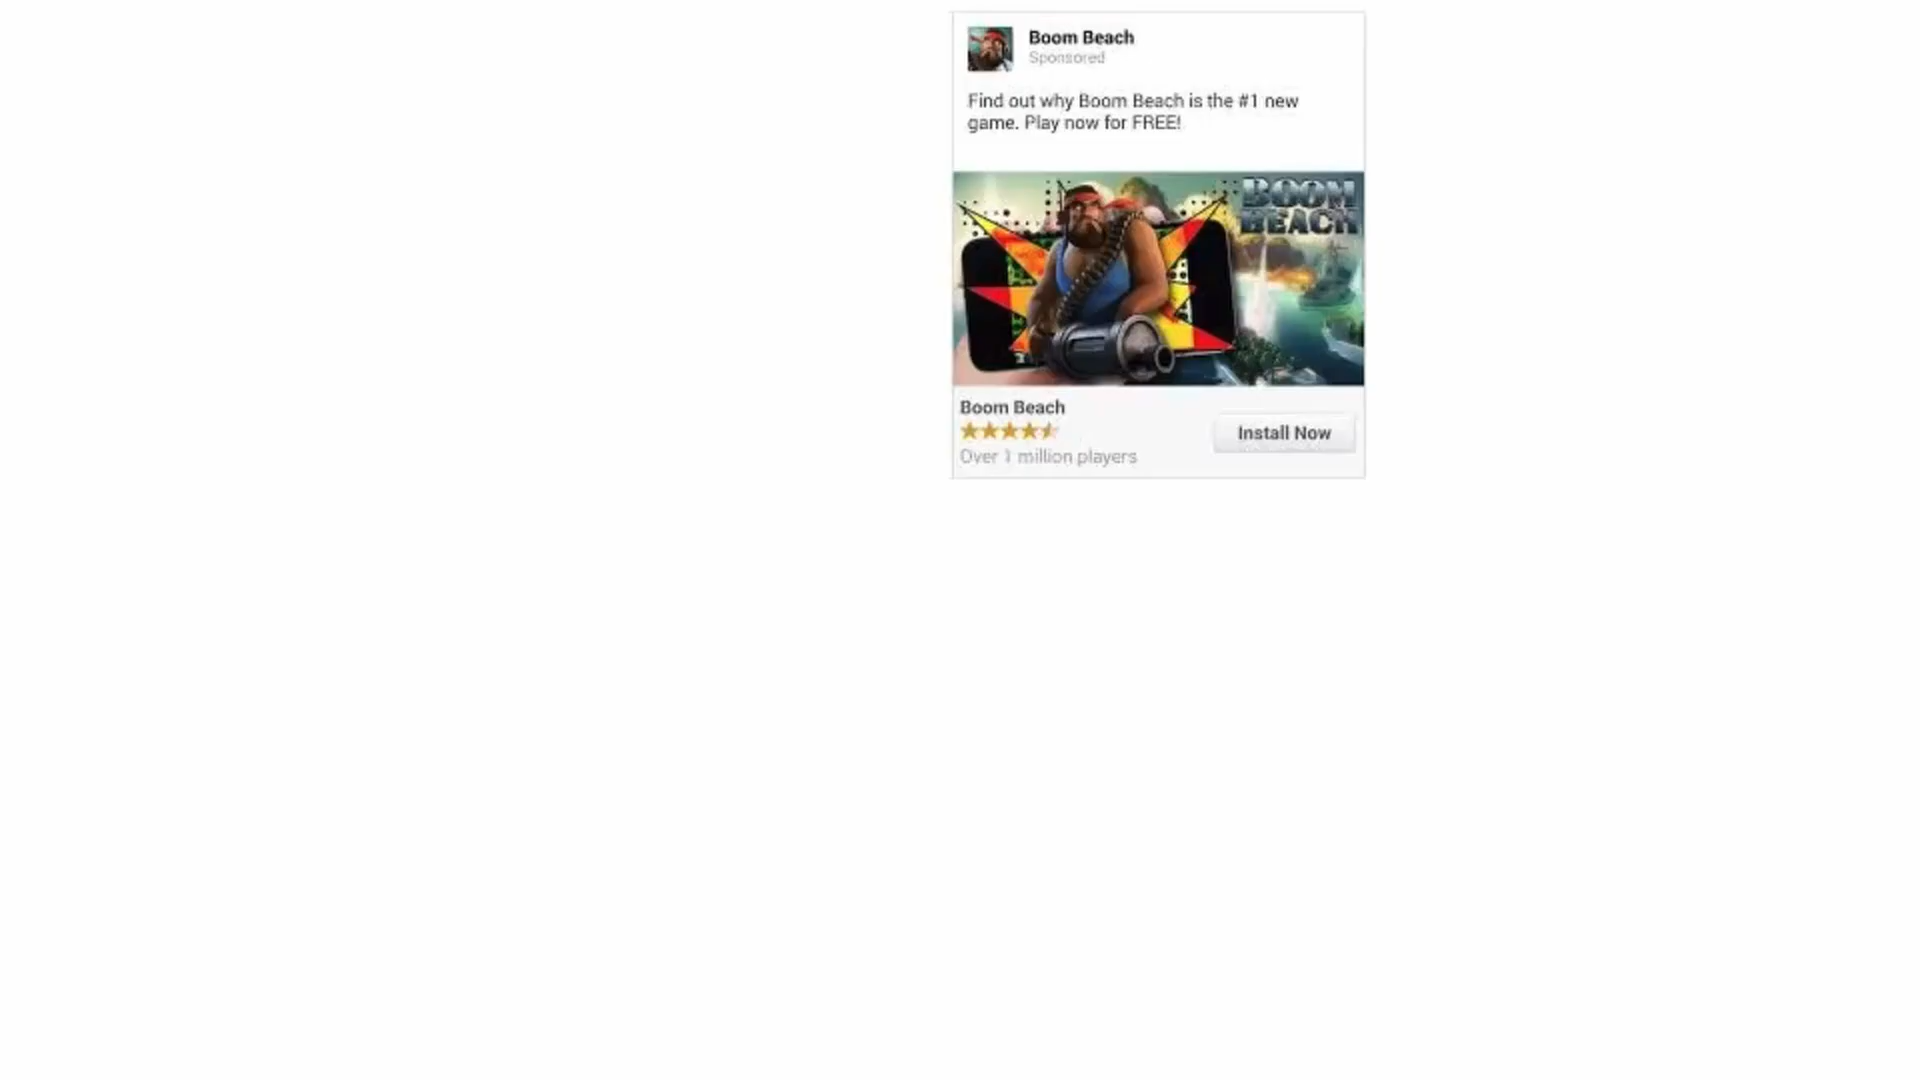 Boom Beach
Sponsored
Find out why Boom Beach is the #1 new
game. Play now for FREE!
BOOM
BEACH
Boom Beach
Over 1 million players
Install Now